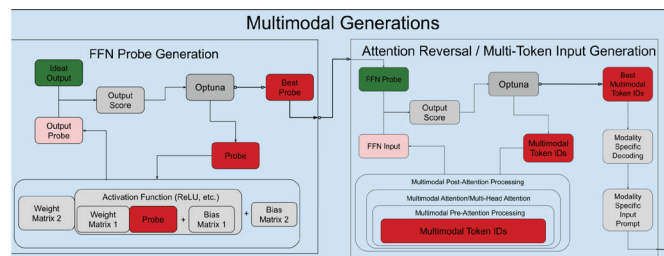 Multimodal Generations
FFN Probe Generation
Ideal
Output
Output
Score
Optuna
Best
Probe
Output
Probe
Probe
Activation Function (ReLU, etc.)
Weight
Matrix 2
Weight
Matrix 1
Probe
+
Bias
Matrix 1
+
Bias
Matrix 2
Attention Reversal / Multi-Token Input Generation
FFN Probe
Output
Score
Optuna
Best
Multimodal
Token IDs
FFN Input
Multimodal
Token IDs
Modality
Specific
Decoding
Multimodal Post-Attention Processing
Multimodal Attention/Multi-Head Attention
Multimodal Pre-Attention Processing
Multimodal Token IDs
Modality
Specific
Input
Prompt